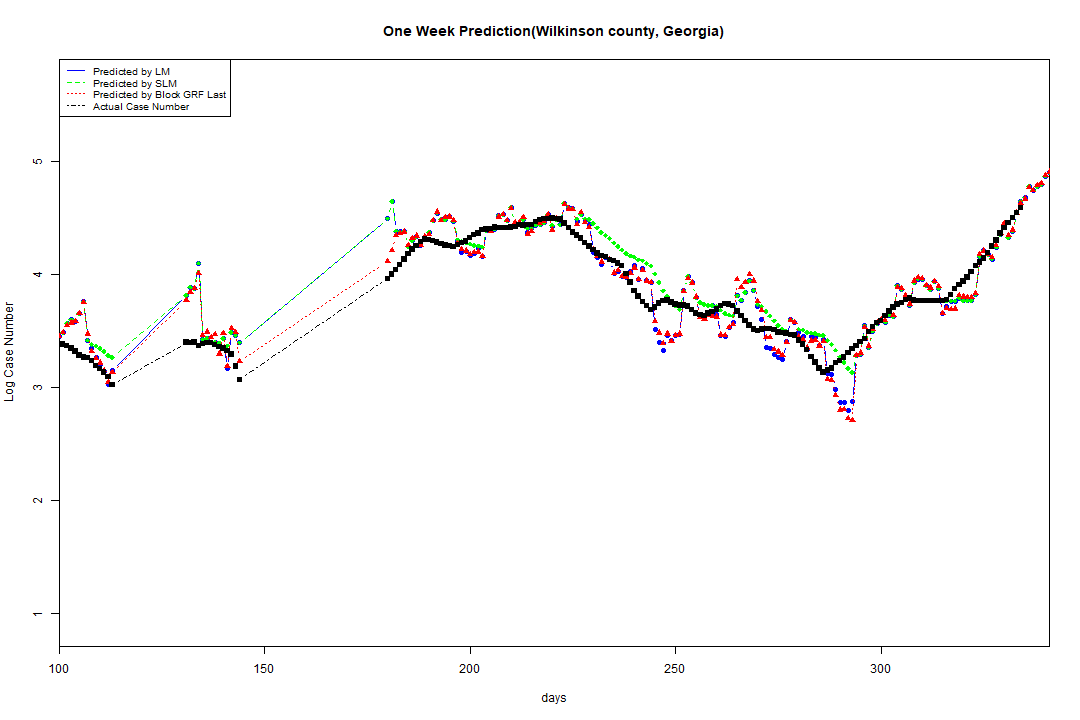 One Week Prediction(Wilkinson county, Georgia)
Predicted by LM
Predicted by SLM
Predicted by Block GRF Last
Actual Case Number
5
4
3
2
1
Log Case Number
100 150 200 250 300
days